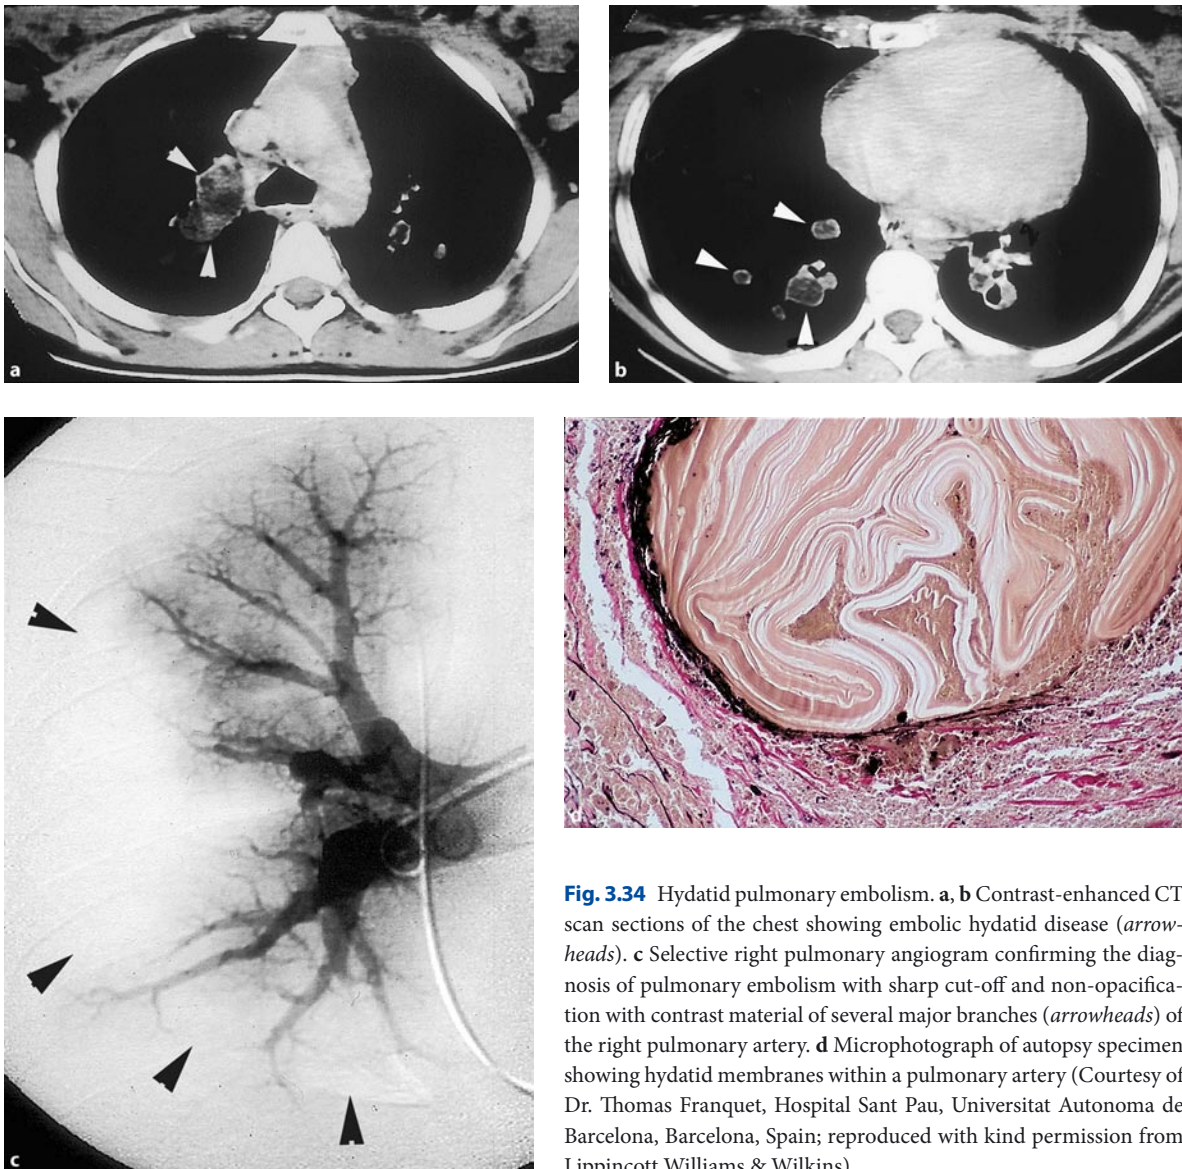 a
b
c
d
Fig. 3.34 Hydatid pulmonary embolism. a, b Contrast-enhanced CT
scan sections of the chest showing embolic hydatid disease (arrow-
heads). c Selective right pulmonary angiogram confirming the diag-
nosis of pulmonary embolism with sharp cut-off and non-opacifica-
tion with contrast material of several major branches (arrowheads) of
the right pulmonary artery. d Microphotograph of autopsy specimen
showing hydatid membranes within a pulmonary artery (Courtesy of
Dr. Thomas Franquet, Hospital Sant Pau, Universitat Autonoma de
Barcelona, Barcelona, Spain; reproduced with kind permission from
Lippincott Williams & Wilkins)